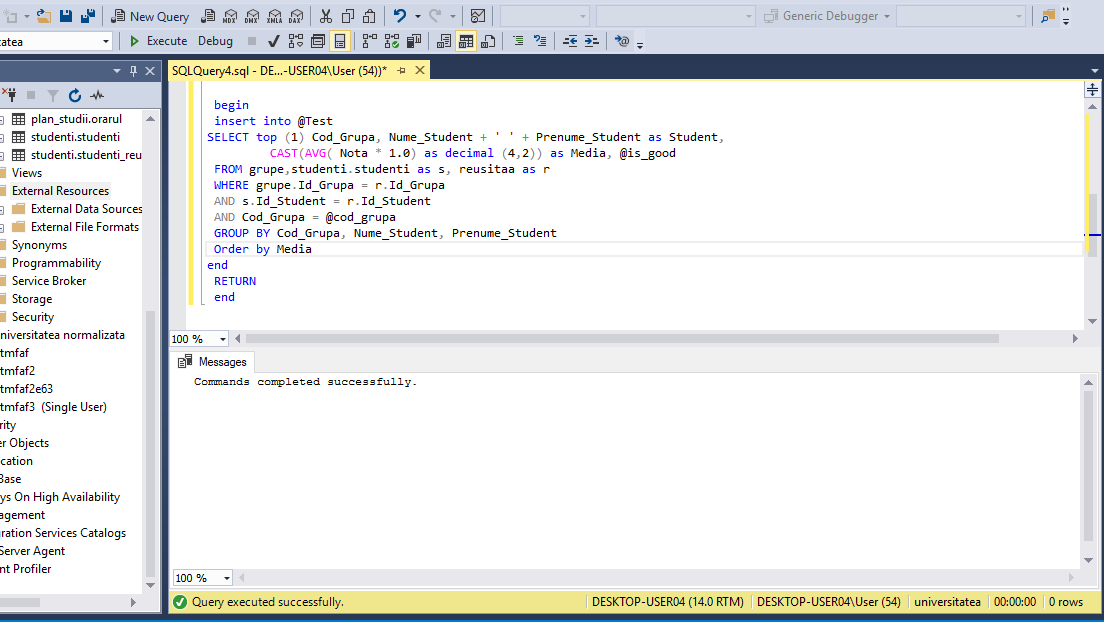 New Query MDX DMX XMLA DAX Generic Debugger
atea Execute Debug
SQLQuery4.sql - DE...-USER04\User (54))*
plan_studii.orarul
studenti.studenti
studenti.studenti_reu
Views
External Resources
External Data Sources
External File Formats
Synonyms
Programmability
Service Broker
Storage
Security
niversitatea normalizata
tmfaf
tmfaf2
tmfaf2e63
tmfaf3 (Single User)
rity
er Objects
cation
Base
ys On High Availability
agement
ration Services Catalogs
Server Agent
nt Profiler
begin
insert into @Test
SELECT top (1) Cod_Grupa, Nume_Student + ' ' + Prenume_Student as Student,
CAST(AVG( Nota * 1.0) as decimal (4,2)) as Media, @is_good
FROM grupe,studenti.studenti as s, reusitaa as r
WHERE grupe.Id_Grupa = r.Id_Grupa
AND s.Id_Student = r.Id_Student
AND Cod_Grupa = @cod_grupa
GROUP BY Cod_Grupa, Nume_Student, Prenume_Student
Order by Media
end
RETURN
end
100 %
Messages
Commands completed successfully.
100 %
Query executed successfully. DESKTOP-USER04 (14.0 RTM) DESKTOP-USER04\User (54) universitatea 00:00:00 0 rows